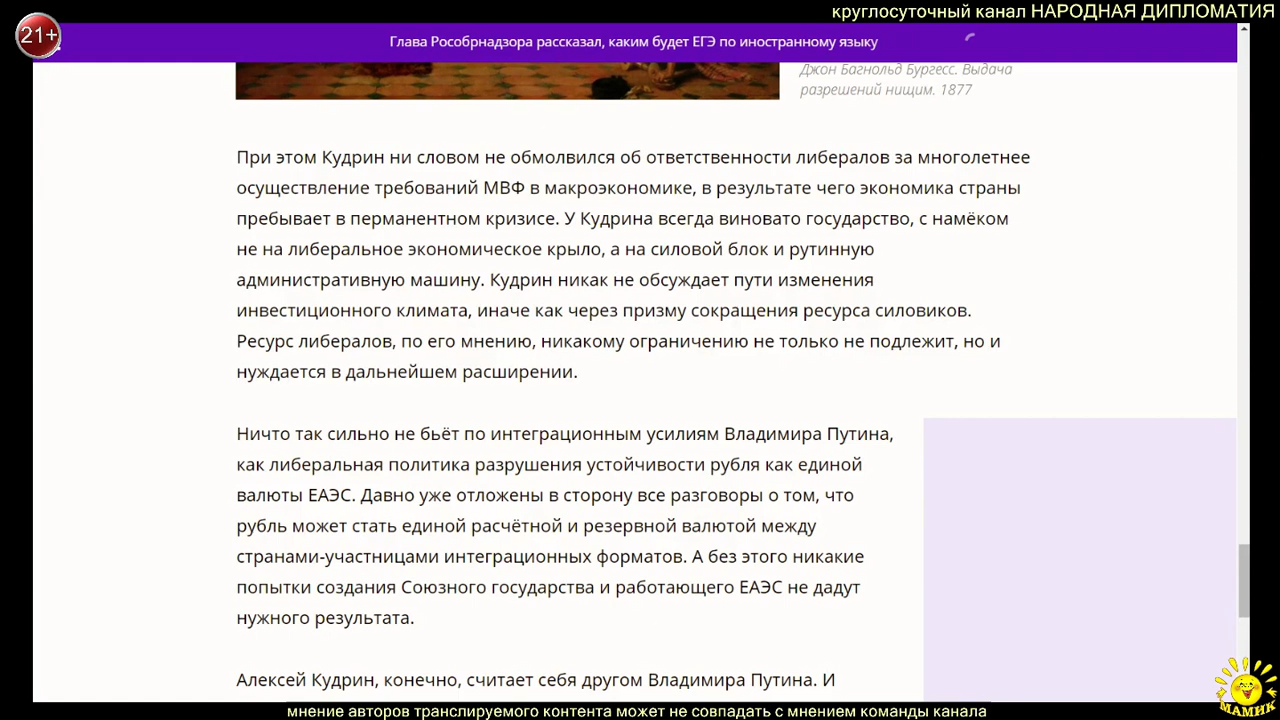 круглосуточный канал НАРОДНАЯ ДИПЛОМАТИЯ
21+
Глава Рособрнадзора рассказал, каким будет ЕГЭ по иностранному языку
Джон Багнольд Бургесс. Выдача
разрешений нищим. 1877
При этом Кудрин ни словом не обмолвился об ответственности либералов за многолетнее
осуществление требований МВФ в макроэкономике, в результате чего экономика страны
пребывает в перманентном кризисе. У Кудрина всегда виновато государство, с намёком
не на либеральное экономическое крыло, а на силовой блок и рутинную
административную машину. Кудрин никак не обсуждает пути изменения
инвестиционного климата, иначе как через призму сокращения ресурса силовиков.
Ресурс либералов, по его мнению, никакому ограничению не только не подлежит, но и
нуждается в дальнейшем расширении.
Ничто так сильно не бьёт по интеграционным усилиям Владимира Путина,
как либеральная политика разрушения устойчивости рубля как единой
валюты ЕАЭС. Давно уже отложены в сторону все разговоры о том, что
рубль может стать единой расчётной и резервной валютой между
странами-участницами интеграционных форматов. А без этого никакие
попытки создания Союзного государства и работающего ЕАЭС не дадут
нужного результата.
Алексей Кудрин, конечно, считает себя другом Владимира Путина. И
МАМИК
мнение авторов транслируемого контента может не совпадать с мнением команды канала